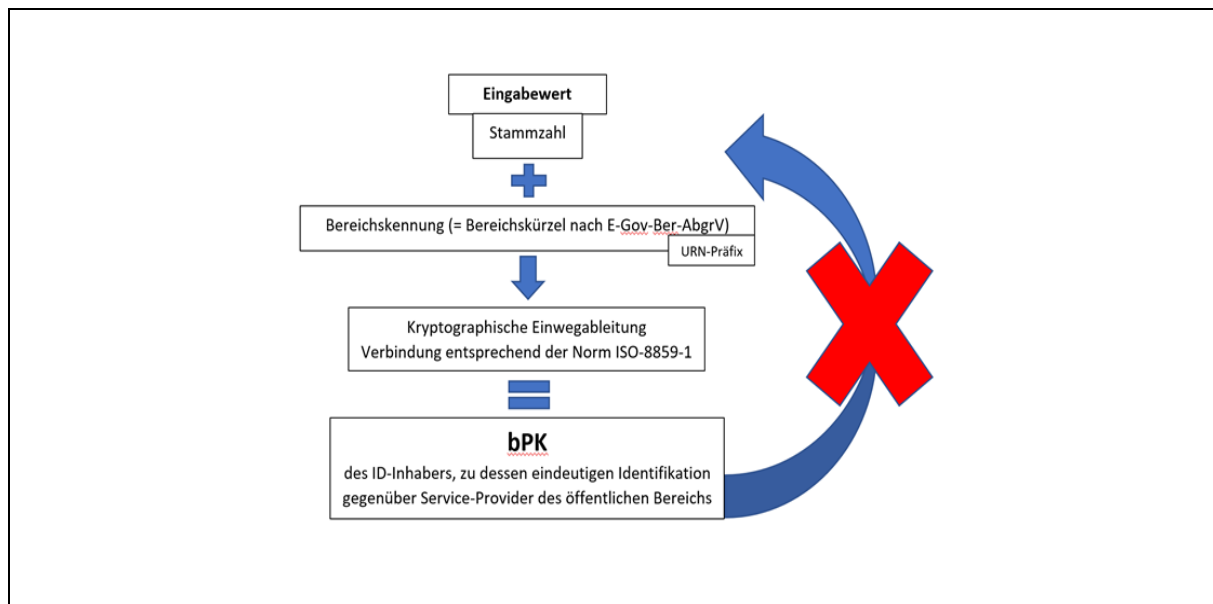 Eingabewert
Stammzahl
Bereichskennung (= Bereichskürzel nach E-Gov-Ber-AbgrV)
URN-Präfix
Kryptographische Einwegableitung
Verbindung entsprechend der Norm ISO-8859-1
bPK
des ID-Inhabers, zu dessen eindeutigen Identifikation
gegenüber Service-Provider des öffentlichen Bereichs